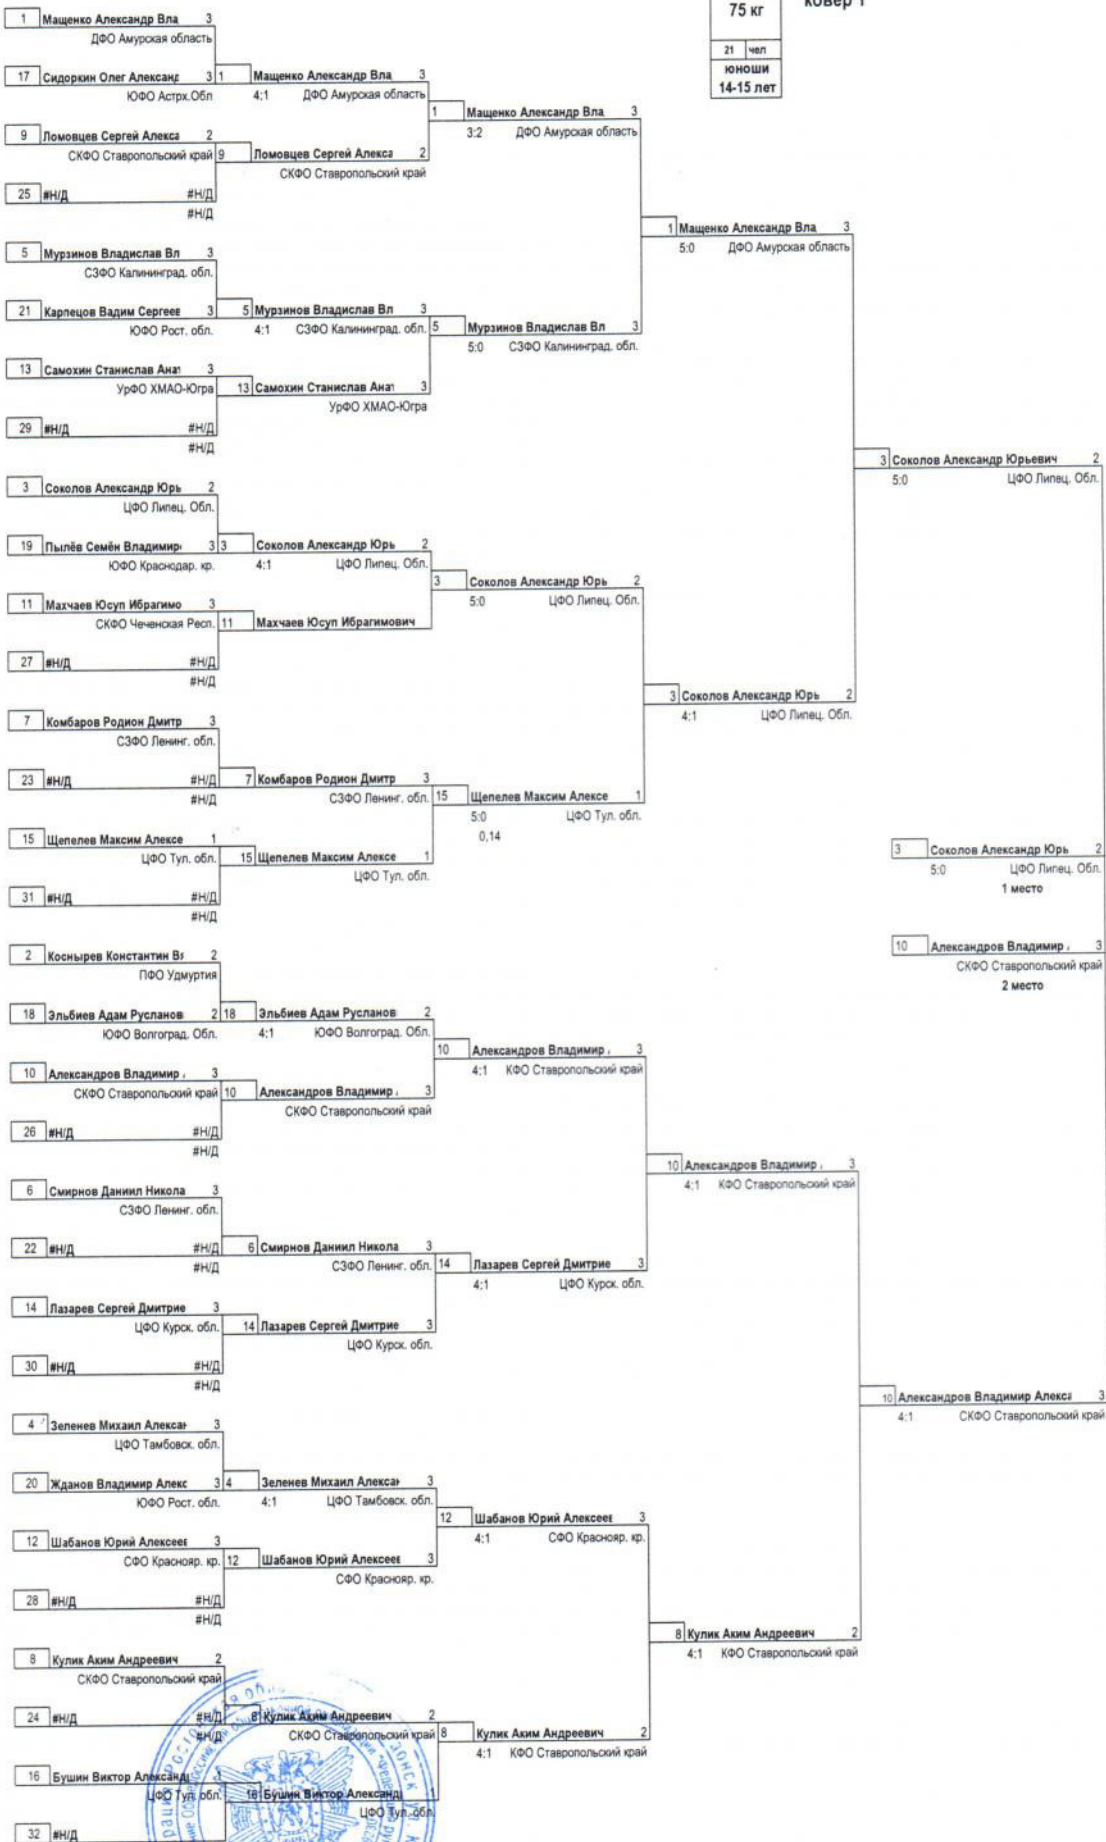 75 кг
ковер 1
21 чел
юноши
14-15 лет
1 Мащенко Александр Вла 3
ДФО Амурская область
17 Сидоркин Олег Александ 3
ЮФО Астрх.Обл
1 Мащенко Александр Вла 3
4:1 ДФО Амурская область
9 Ломовцев Сергей Алекса 2
СКФО Ставропольский край
25 #Н/Д #Н/Д
#Н/Д
9 Ломовцев Сергей Алекса 2
СКФО Ставропольский край
1 Мащенко Александр Вла 3
3:2 ДФО Амурская область
5 Мурзинов Владислав Вл 3
СЗФО Калининград. обл.
21 Карпецов Вадим Сергеев 3
ЮФО Рост. обл.
5 Мурзинов Владислав Вл 3
4:1 СЗФО Калининград. обл.
13 Самохин Станислав Анат 3
УрФО ХМАО-Югра
29 #Н/Д #Н/Д
#Н/Д
13 Самохин Станислав Анат 3
УрФО ХМАО-Югра
5 Мурзинов Владислав Вл 3
5:0 СЗФО Калининград. обл.
1 Мащенко Александр Вла 3
5:0 ДФО Амурская область
3 Соколов Александр Юрь 2
ЦФО Липец. Обл.
19 Пылёв Семён Владимир 3
ЮФО Краснодар. кр.
3 Соколов Александр Юрь 2
4:1 ЦФО Липец. Обл.
11 Махчаев Юсуп Ибрагимо 3
СКФО Чеченская Респ.
27 #Н/Д #Н/Д
#Н/Д
11 Махчаев Юсуп Ибрагимович
3 Соколов Александр Юрь 2
5:0 ЦФО Липец. Обл.
7 Комбаров Родион Дмитр 3
СЗФО Ленинг. обл.
23 #Н/Д #Н/Д
#Н/Д
7 Комбаров Родион Дмитр 3
СЗФО Ленинг. обл.
15 Щепелев Максим Алексе 1
ЦФО Тул. обл.
31 #Н/Д #Н/Д
#Н/Д
15 Щепелев Максим Алексе 1
ЦФО Тул. обл.
15 Щепелев Максим Алексе 1
5:0 ЦФО Тул. обл.
0,14
3 Соколов Александр Юрь 2
4:1 ЦФО Липец. Обл.
3 Соколов Александр Юрьевич 2
5:0 ЦФО Липец. Обл.
3 Соколов Александр Юрь 2
5:0 ЦФО Липец. Обл.
1 место
10 Александров Владимир 3
СКФО Ставропольский край
2 место
2 Коснырев Константин Вя 2
ПФО Удмуртия
18 Эльбиев Адам Русланов 2
ЮФО Волгоград. Обл.
18 Эльбиев Адам Русланов 2
4:1 ЮФО Волгоград. Обл.
10 Александров Владимир 3
СКФО Ставропольский край
26 #Н/Д #Н/Д
#Н/Д
10 Александров Владимир 3
СКФО Ставропольский край
10 Александров Владимир 3
4:1 КФО Ставропольский край
6 Смирнов Даниил Никола 3
СЗФО Ленинг. обл.
22 #Н/Д #Н/Д
#Н/Д
6 Смирнов Даниил Никола 3
СЗФО Ленинг. обл.
14 Лазарев Сергей Дмитрие 3
ЦФО Курск. обл.
30 #Н/Д #Н/Д
#Н/Д
14 Лазарев Сергей Дмитрие 3
ЦФО Курск. обл.
14 Лазарев Сергей Дмитрие 3
4:1 ЦФО Курск. обл.
10 Александров Владимир 3
4:1 КФО Ставропольский край
4 Зеленев Михаил Алексан 3
ЦФО Тамбовск. обл.
20 Жданов Владимир Алекс 3
ЮФО Рост. обл.
4 Зеленев Михаил Алексан 3
4:1 ЦФО Тамбовск. обл.
12 Шабанов Юрий Алексеев 3
СФО Краснояр. кр.
28 #Н/Д #Н/Д
#Н/Д
12 Шабанов Юрий Алексеев 3
СФО Краснояр. кр.
12 Шабанов Юрий Алексеев 3
4:1 СФО Краснояр. кр.
8 Кулик Аким Андреевич 2
СКФО Ставропольский край
24 #Н/Д #Н/Д
#Н/Д
8 Кулик Аким Андреевич 2
СКФО Ставропольский край
16 Бушин Виктор Александ 1
ЦФО Тул. обл.
32 #Н/Д
16 Бушин Виктор Александ 1
ЦФО Тул. обл.
8 Кулик Аким Андреевич 2
4:1 КФО Ставропольский край
8 Кулик Аким Андреевич 2
4:1 КФО Ставропольский край
10 Александров Владимир Алекса 3
4:1 СКФО Ставропольский край